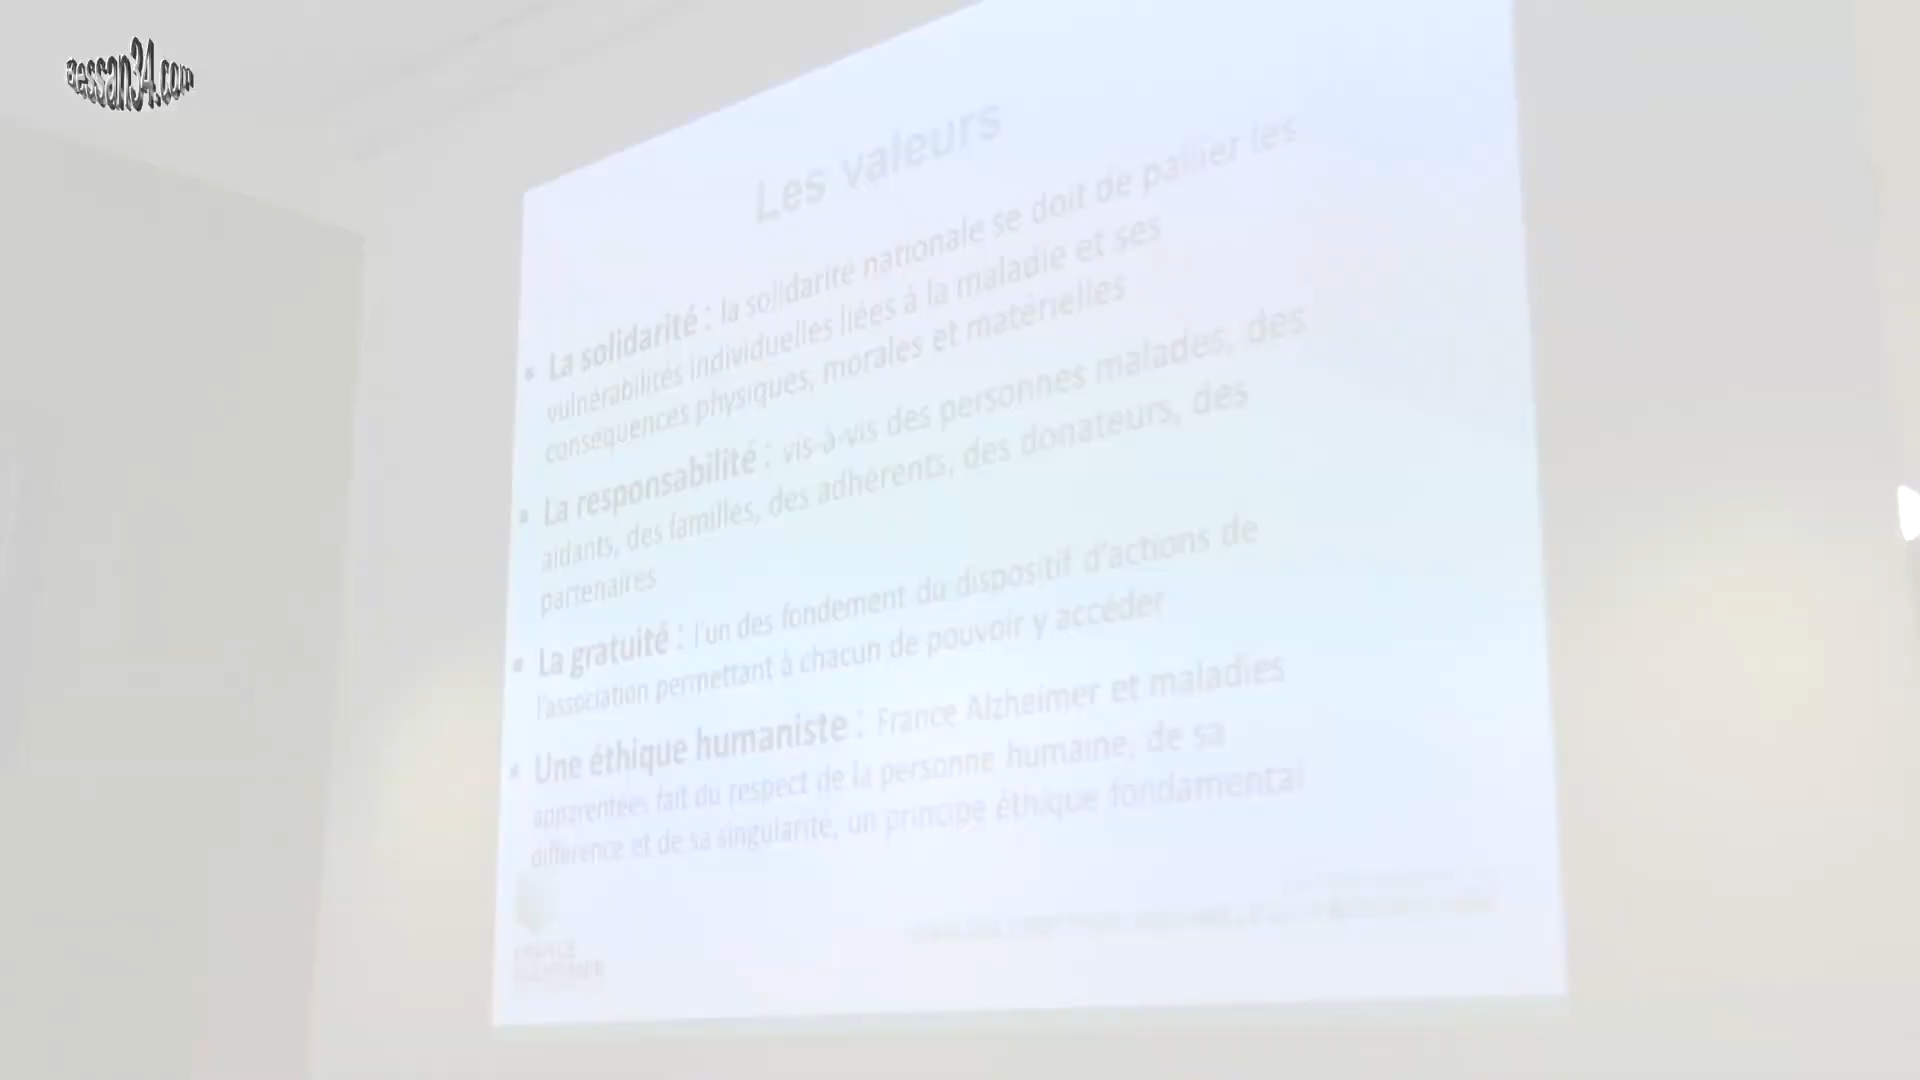 Bessan34.com
Les valeurs
▪ La solidarité : la solidarité nationale se doit de pallier les
vulnérabilités individuelles liées à la maladie et ses
conséquences physiques, morales et matérielles
▪ La responsabilité : vis-à-vis des personnes malades, des
aidants, des familles, des adhérents, des donateurs, des
partenaires
▪ La gratuité : l'un des fondement du dispositif d'actions de
l'association permettant à chacun de pouvoir y accéder
▪ Une éthique humaniste : France Alzheimer et maladies
apparentées fait du respect de la personne humaine, de sa
différence et de sa singularité, un principe éthique fondamental
FRANCE
ALZHEIMER